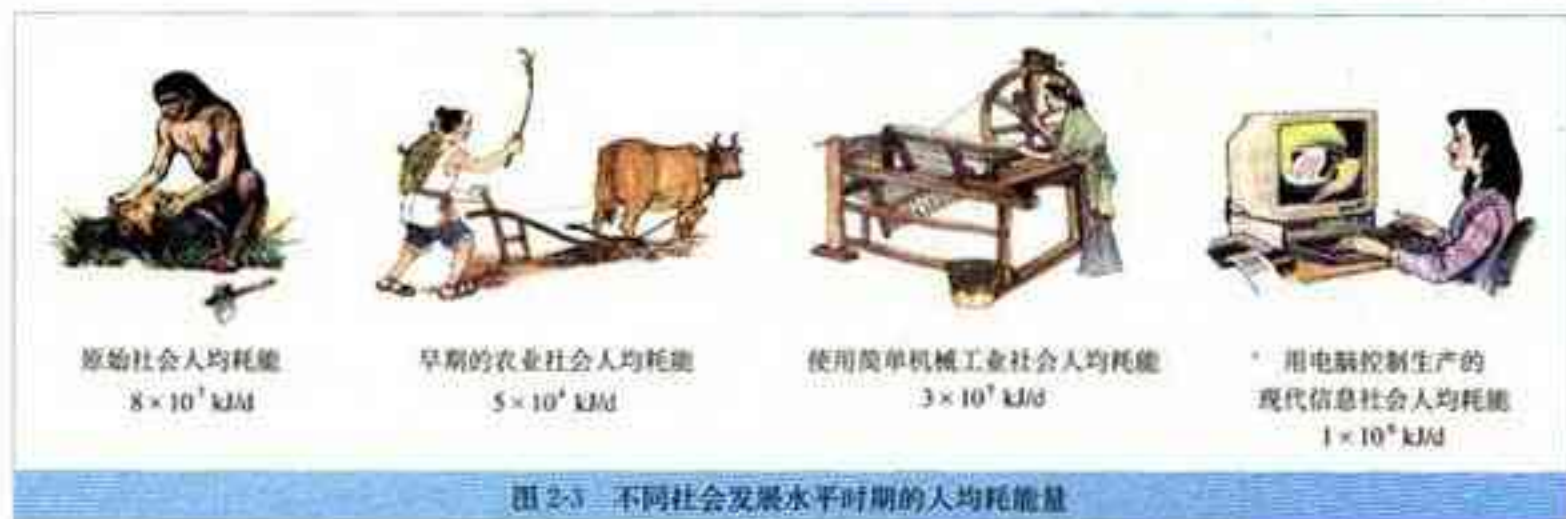 原始社会人均耗能
8×10³ kJ/d
早期的农业社会人均耗能
5×10⁴ kJ/d
使用简单机械工业社会人均耗能
3×10⁵ kJ/d
用电脑控制生产的
现代信息社会人均耗能
1×10⁶ kJ/d
图 2-3 不同社会发展水平时期的人均耗能量